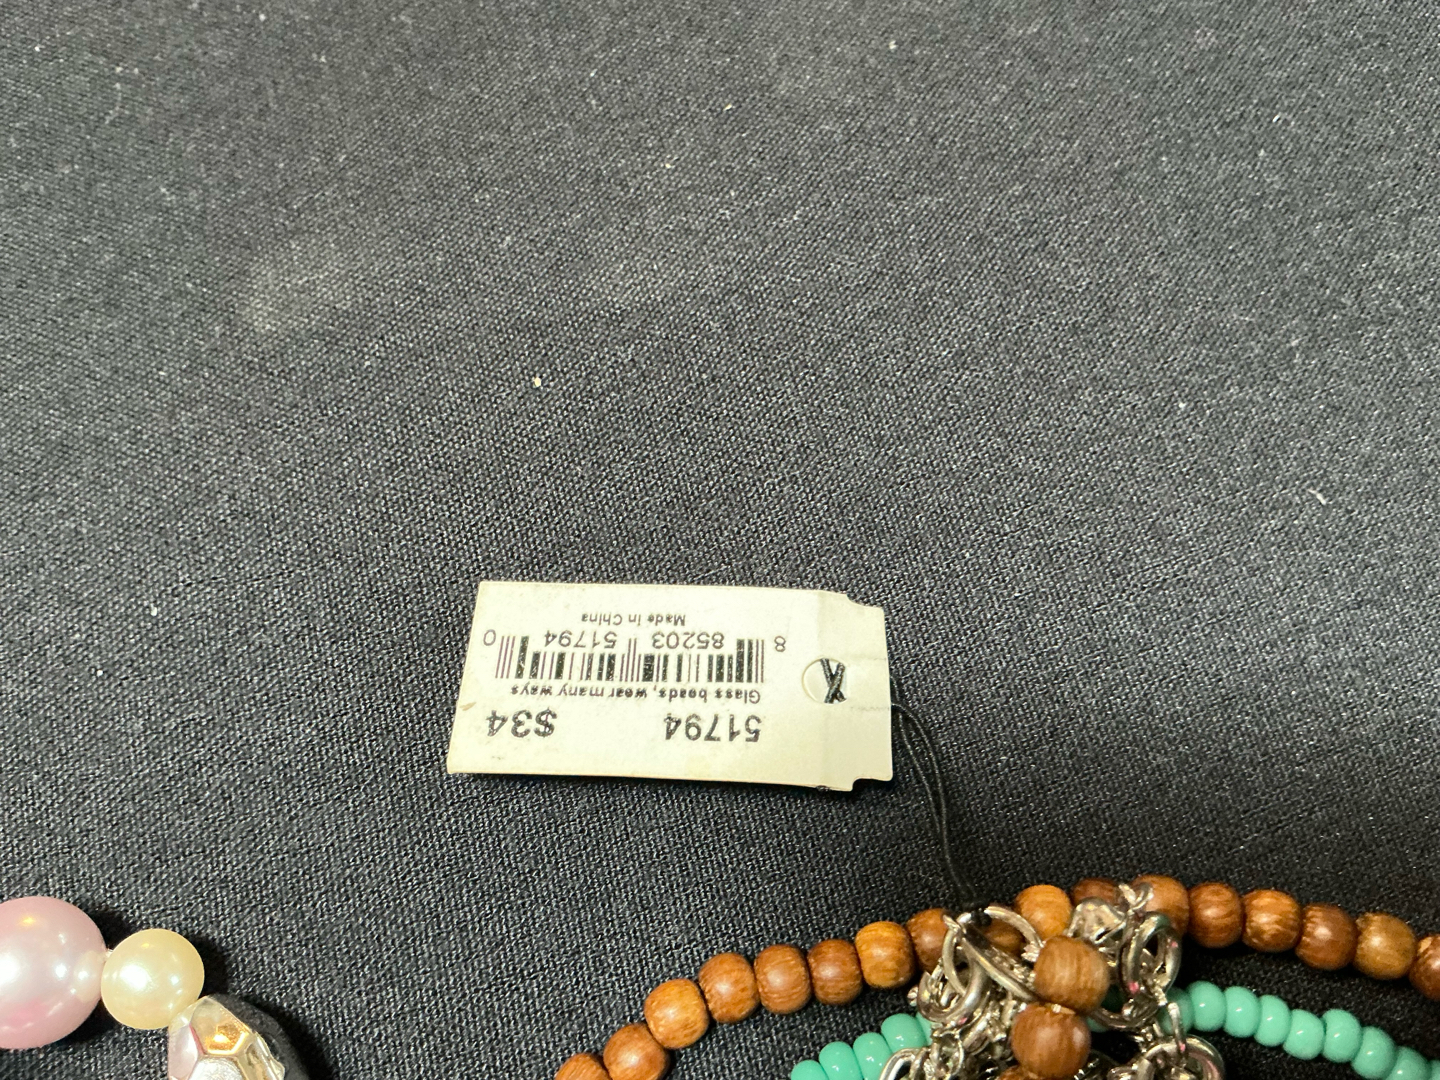 51794 $34
Glass beads, wear many ways
8 85203 51794 0
Made in China